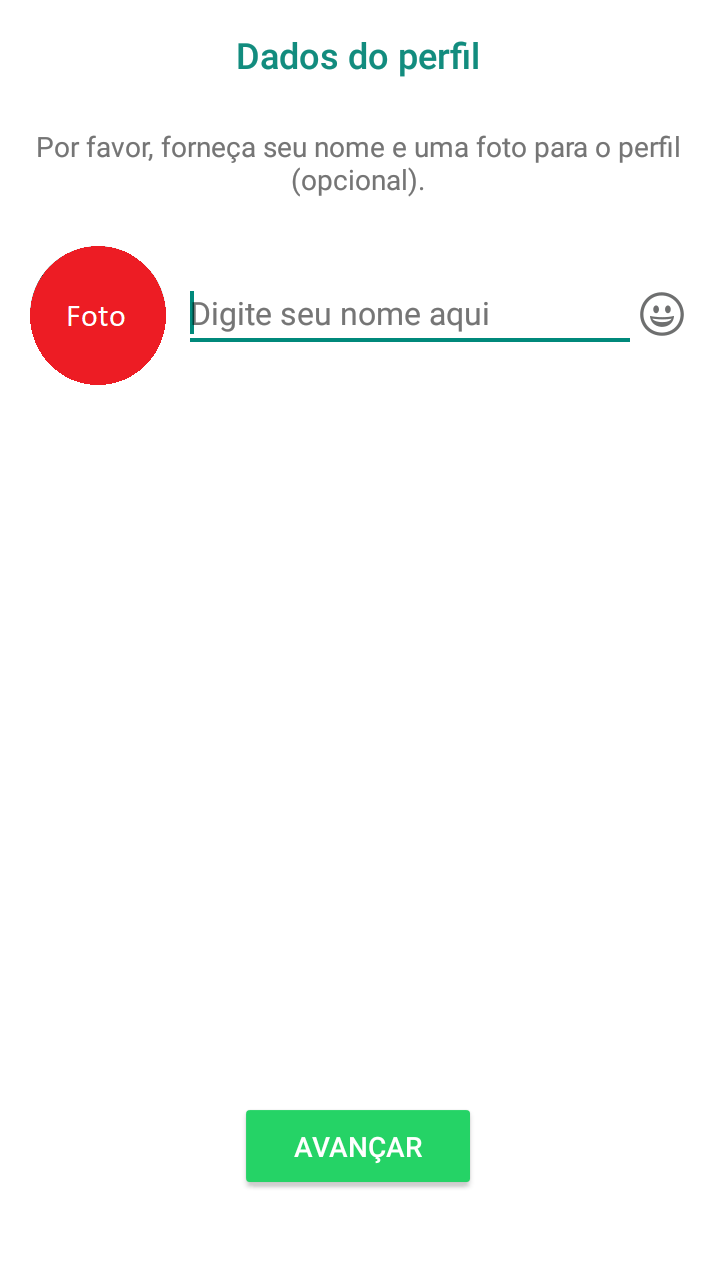 Dados do perfil
Por favor, forneça seu nome e uma foto para o perfil
(opcional).
Foto
Digite seu nome aqui
AVANÇAR